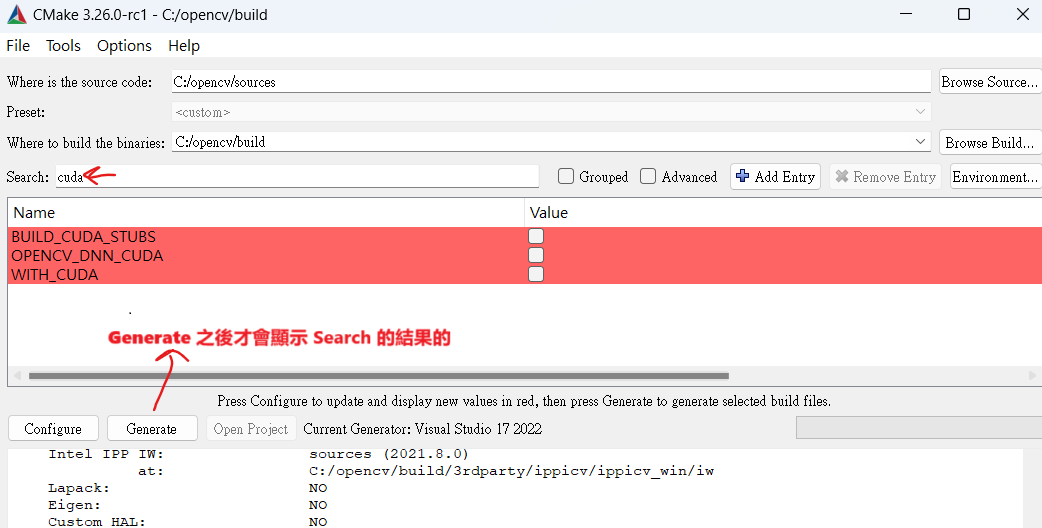 CMake 3.26.0-rc1 - C:/opencv/build
File Tools Options Help
Where is the source code: C:/opencv/sources Browse Source...
Preset: <custom>
Where to build the binaries: C:/opencv/build Browse Build...
Search: cuda Grouped Advanced Add Entry Remove Entry Environment...
Name Value
BUILD_CUDA_STUBS
OPENCV_DNN_CUDA
WITH_CUDA
Generate 之後才會顯示 Search 的結果的
Press Configure to update and display new values in red, then press Generate to generate selected build files.
Configure Generate Open Project Current Generator: Visual Studio 17 2022
Intel IPP IW: sources (2021.8.0)
at: C:/opencv/build/3rdparty/ippicv/ippicv_win/iw
Lapack: NO
Eigen: NO
Custom HAL: NO